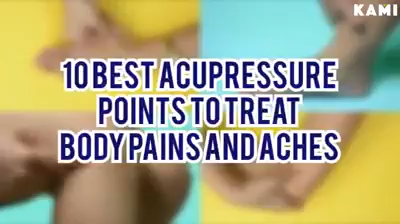 KAMI
10 BEST ACUPRESSURE
POINTS TO TREAT
BODY PAINS AND ACHES